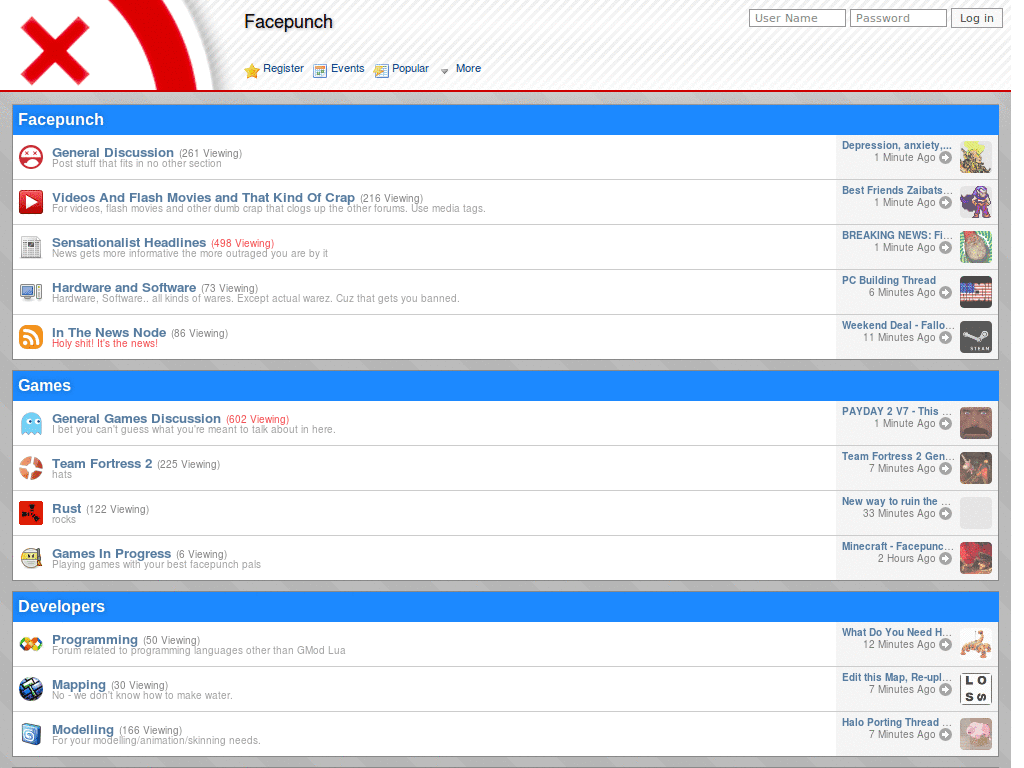 Facepunch
User Name Password Log in
Register Events Popular More
Facepunch
General Discussion (261 Viewing)
Post stuff that fits in no other section
Depression, anxiety,...
1 Minute Ago
Videos And Flash Movies and That Kind Of Crap (216 Viewing)
For videos, flash movies and other dumb crap that clogs up the other forums. Use media tags.
Best Friends Zaibats...
1 Minute Ago
Sensationalist Headlines (498 Viewing)
News gets more informative the more outraged you are by it
BREAKING NEWS: Fi...
1 Minute Ago
Hardware and Software (73 Viewing)
Hardware, Software.. all kinds of wares. Except actual warez. Cuz that gets you banned.
PC Building Thread
6 Minutes Ago
In The News Node (86 Viewing)
Holy shit! It's the news!
Weekend Deal - Fallo...
11 Minutes Ago
STEAM
Games
General Games Discussion (602 Viewing)
I bet you can't guess what you're meant to talk about in here.
PAYDAY 2 V7 - This ...
1 Minute Ago
Team Fortress 2 (225 Viewing)
hats
Team Fortress 2 Gen...
7 Minutes Ago
Rust (122 Viewing)
rocks
New way to ruin the ...
33 Minutes Ago
Games In Progress (6 Viewing)
Playing games with your best facepunch pals
Minecraft - Facepunc...
2 Hours Ago
Developers
Programming (50 Viewing)
Forum related to programming languages other than GMod Lua
What Do You Need H...
12 Minutes Ago
Mapping (30 Viewing)
No - we don't know how to make water.
Edit this Map, Re-upl...
7 Minutes Ago
LO
SS
Modelling (166 Viewing)
For your modelling/animation/skinning needs.
Halo Porting Thread ...
7 Minutes Ago